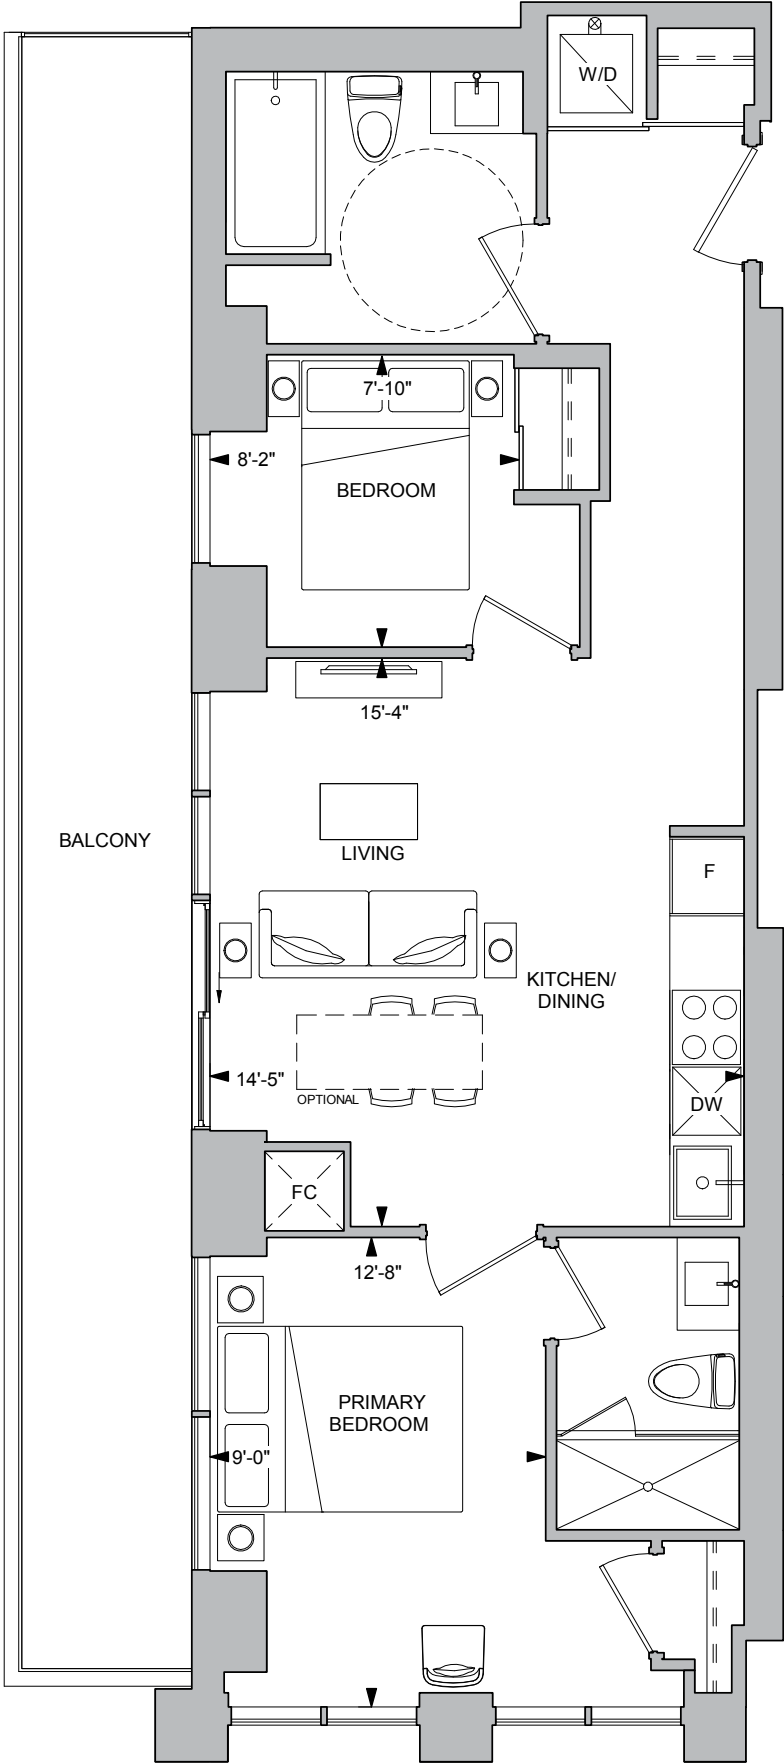 W/D
7'-10"
8'-2"
BEDROOM
15'-4"
BALCONY
LIVING
F
KITCHEN/
DINING
14'-5"
OPTIONAL
DW
FC
12'-8"
PRIMARY
BEDROOM
9'-0"